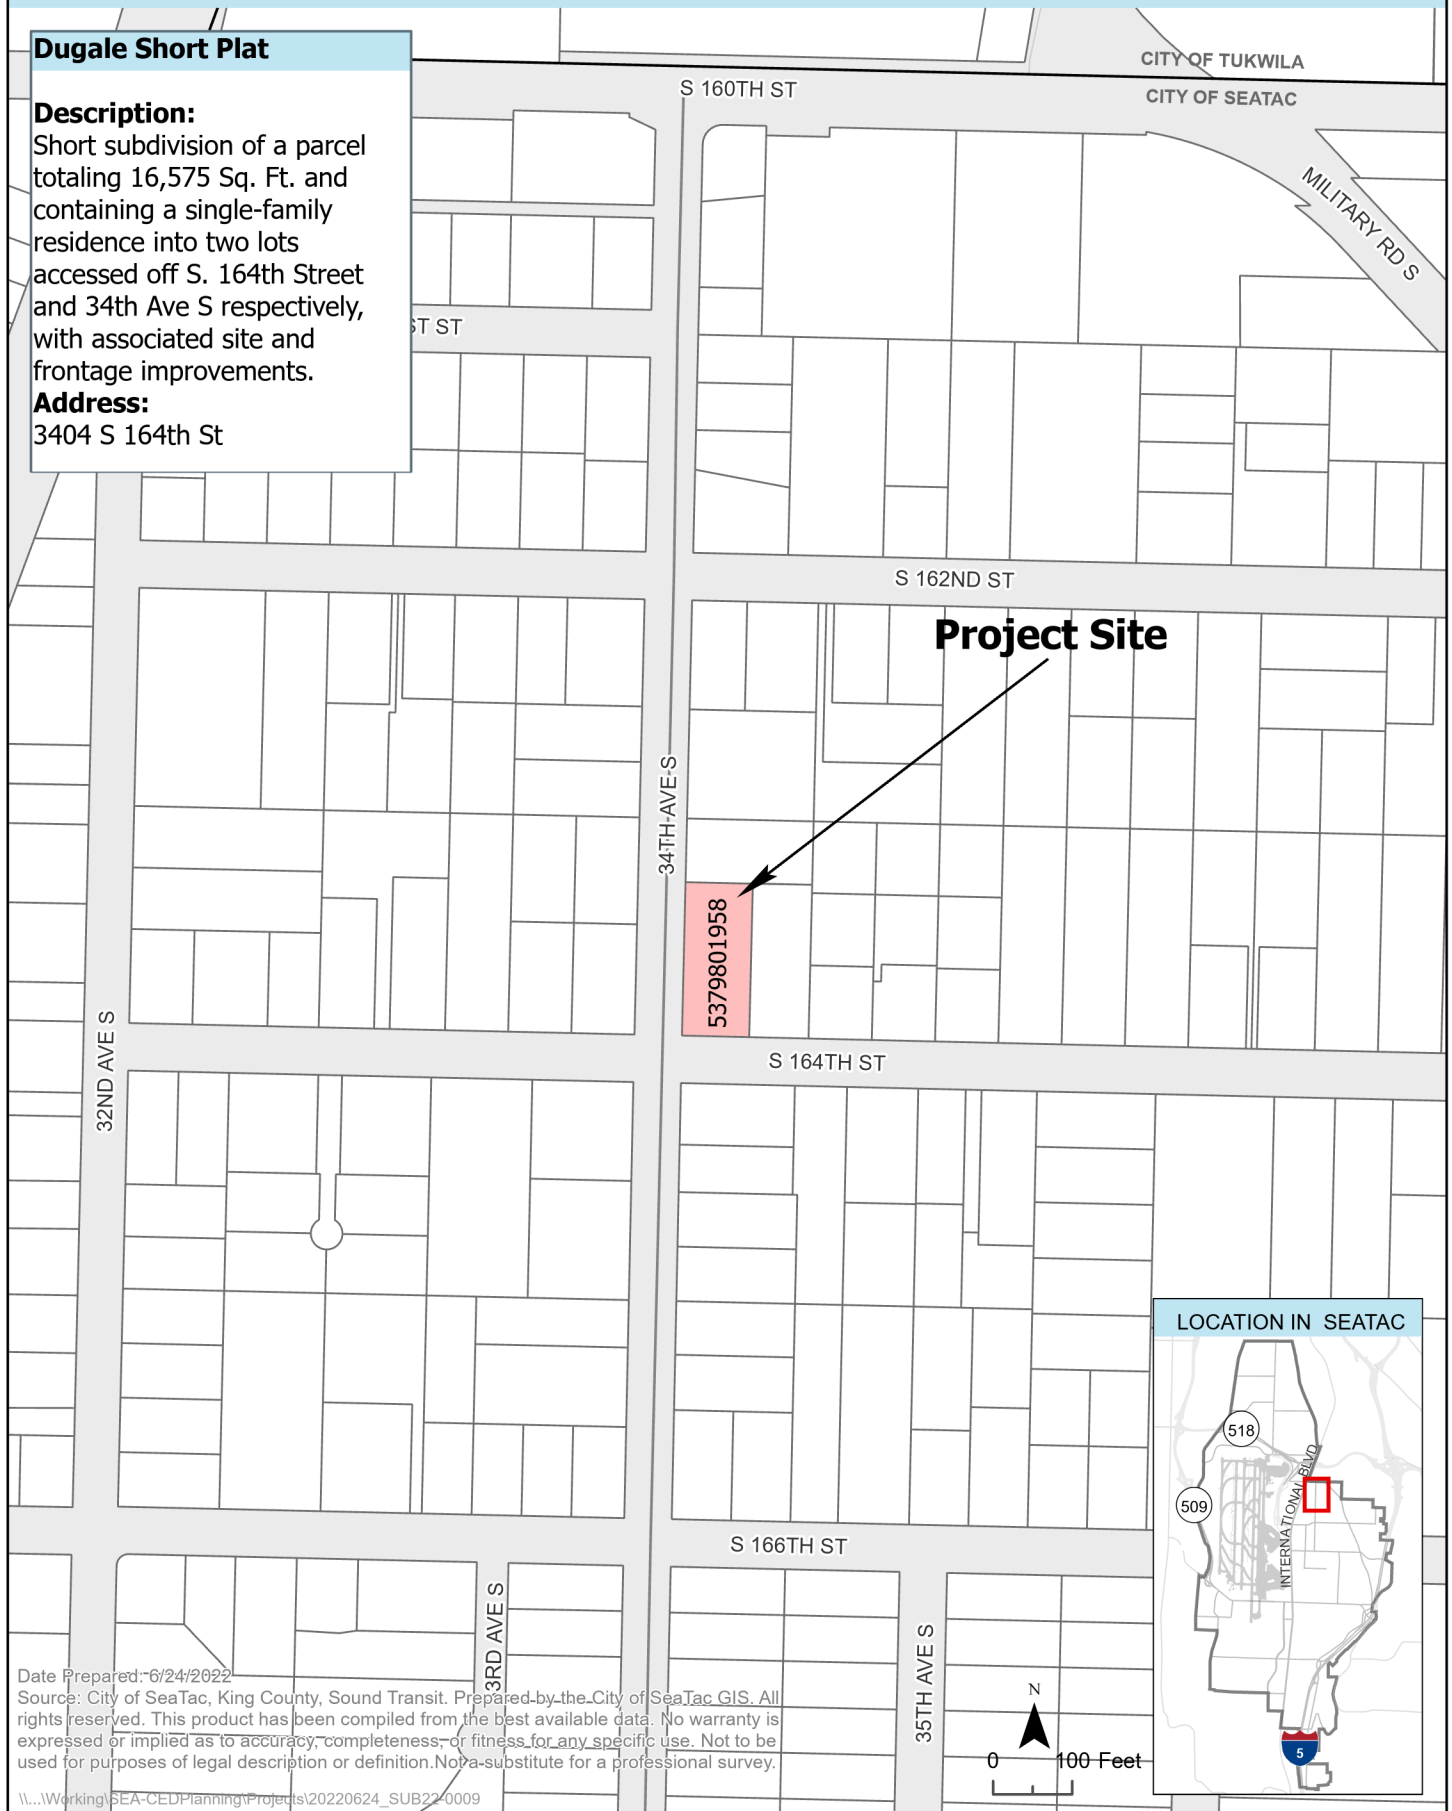 Dugale Short Plat
Description:
Short subdivision of a parcel
totaling 16,575 Sq. Ft. and
containing a single-family
residence into two lots
accessed off S. 164th Street
and 34th Ave S respectively,
with associated site and
frontage improvements.
Address:
3404 S 164th St
CITY OF TUKWILA
CITY OF SEATAC
S 160TH ST
MILITARY RD S
ST ST
S 162ND ST
Project Site
34TH AVE S
5379801958
32ND AVE S
S 164TH ST
S 166TH ST
3RD AVE S
35TH AVE S
LOCATION IN SEATAC
518
509
INTERNATIONAL BLVD
5
N
0 100 Feet
Date Prepared: 6/24/2022
Source: City of SeaTac, King County, Sound Transit. Prepared by the City of SeaTac GIS. All
rights reserved. This product has been compiled from the best available data. No warranty is
expressed or implied as to accuracy, completeness, or fitness for any specific use. Not to be
used for purposes of legal description or definition.Not a substitute for a professional survey.
\\...\Working\SEA-CEDPlanning\Projects\20220624_SUB22-0009